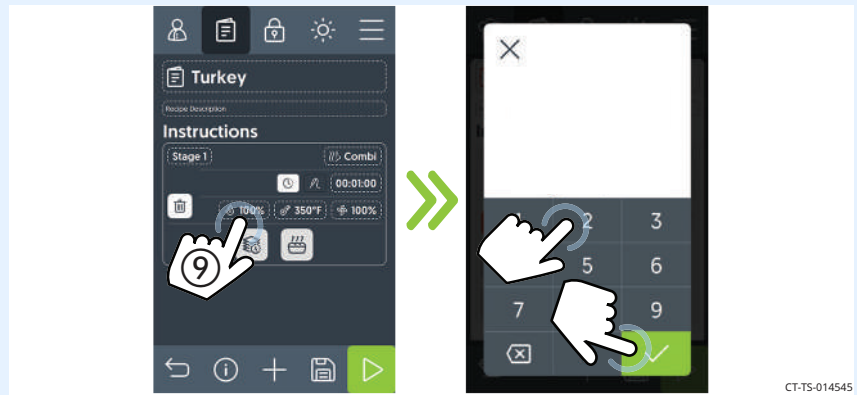 Turkey
Recipe Description
Instructions
Stage 1
Combi
00:01:00
100%
350°F
100%
9
2
3
5
6
7
9
CT-TS-014545